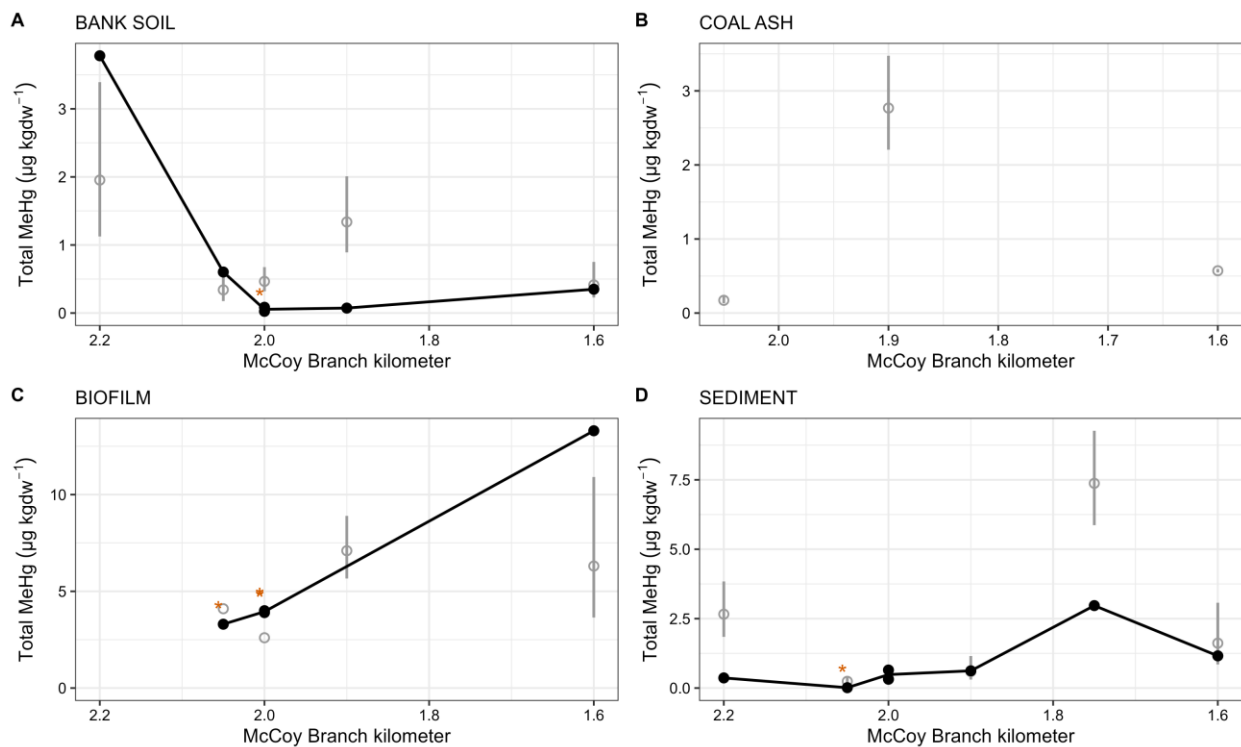 A BANK SOIL
Total MeHg (µg kgdw⁻¹)
3
2
1
0
2.2 2.0 1.8 1.6
McCoy Branch kilometer
*
B COAL ASH
Total MeHg (µg kgdw⁻¹)
3
2
1
0
2.0 1.9 1.8 1.7 1.6
McCoy Branch kilometer
C BIOFILM
Total MeHg (µg kgdw⁻¹)
10
5
0
2.2 2.0 1.8 1.6
McCoy Branch kilometer
* *
D SEDIMENT
Total MeHg (µg kgdw⁻¹)
7.5
5.0
2.5
0.0
2.2 2.0 1.8 1.6
McCoy Branch kilometer
*